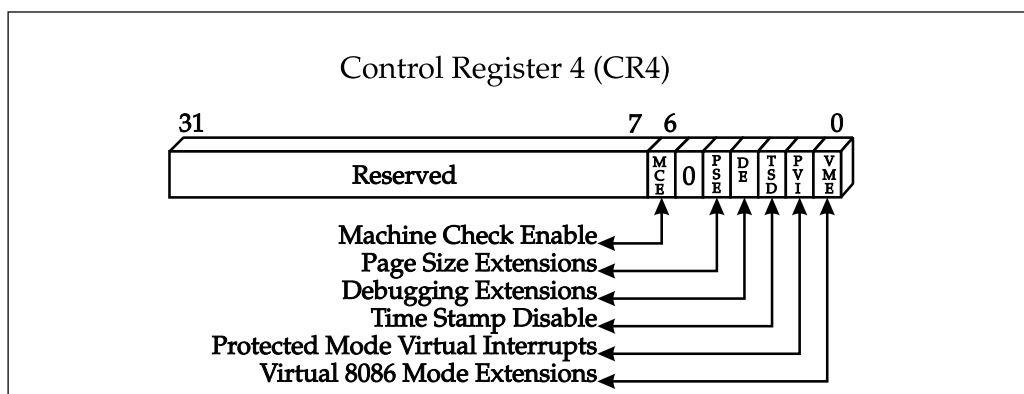 Control Register 4 (CR4)
31 7 6 0
Reserved MCE 0 PSE DE TSD PVI VME
Machine Check Enable
Page Size Extensions
Debugging Extensions
Time Stamp Disable
Protected Mode Virtual Interrupts
Virtual 8086 Mode Extensions